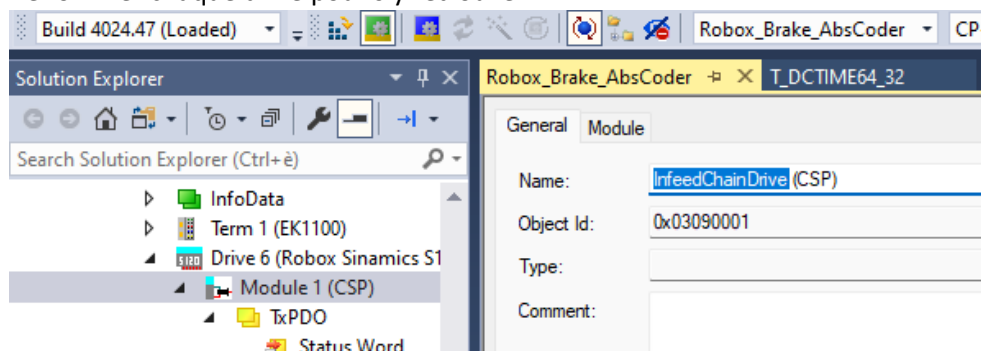 Build 4024.47 (Loaded) Robox_Brake_AbsCoder CP
Solution Explorer
Robox_Brake_AbsCoder T_DCTIME64_32
General Module
Search Solution Explorer (Ctrl+è)
Name: InfeedChainDrive (CSP)
InfoData
Object Id: 0x03090001
Term 1 (EK1100)
Drive 6 (Robox Sinamics S1
Type:
Module 1 (CSP)
TxPDO
Comment:
Status Word